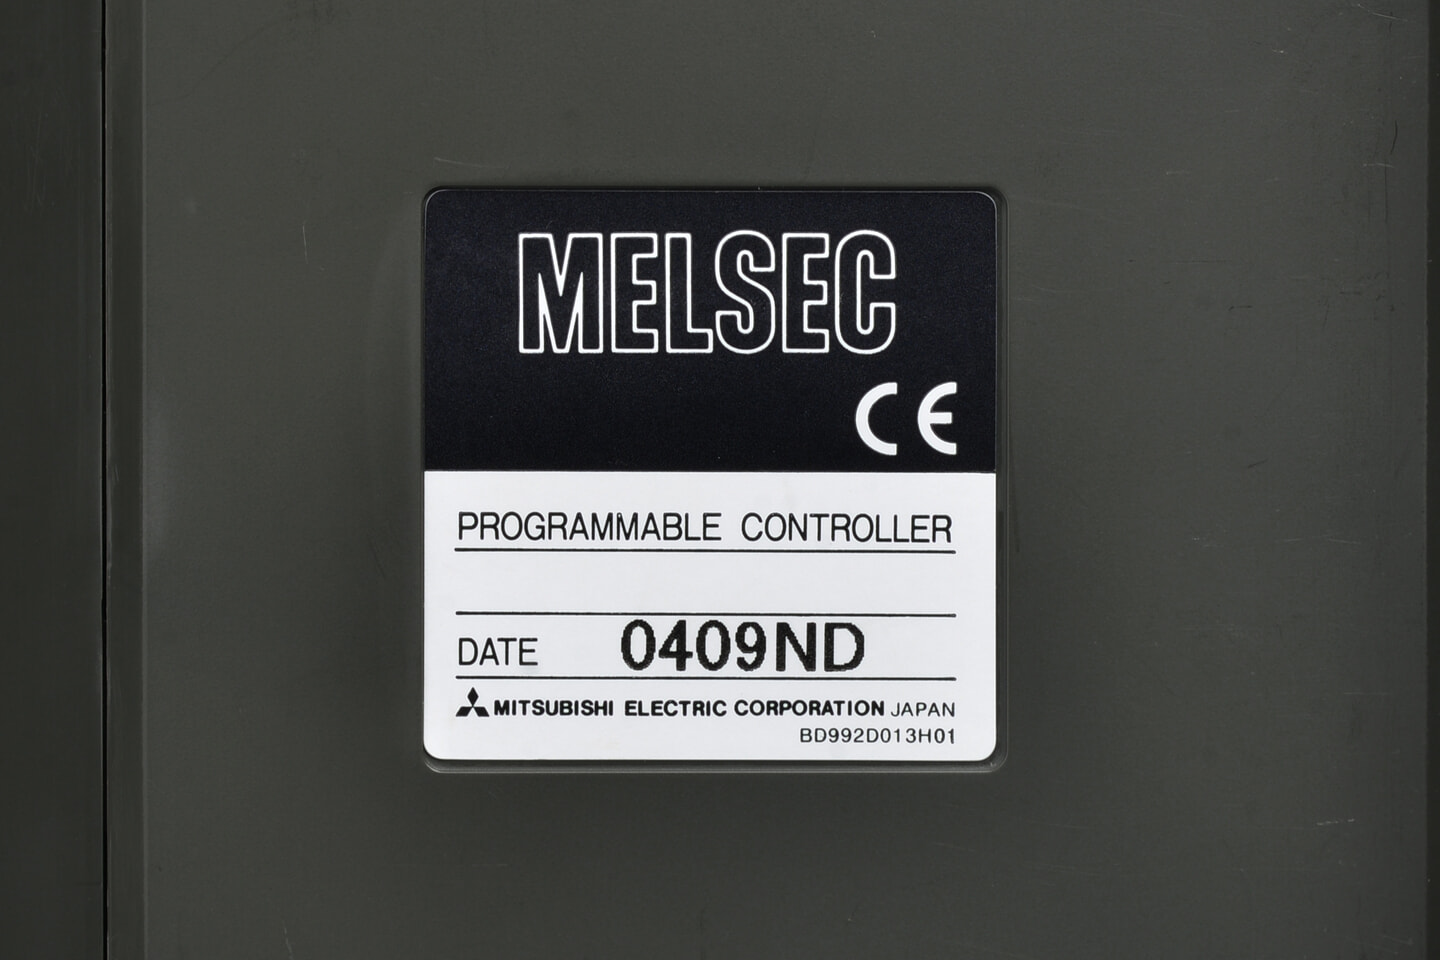 MELSEC
CE
PROGRAMMABLE CONTROLLER
DATE 0409ND
MITSUBISHI ELECTRIC CORPORATION JAPAN
BD992D013H01